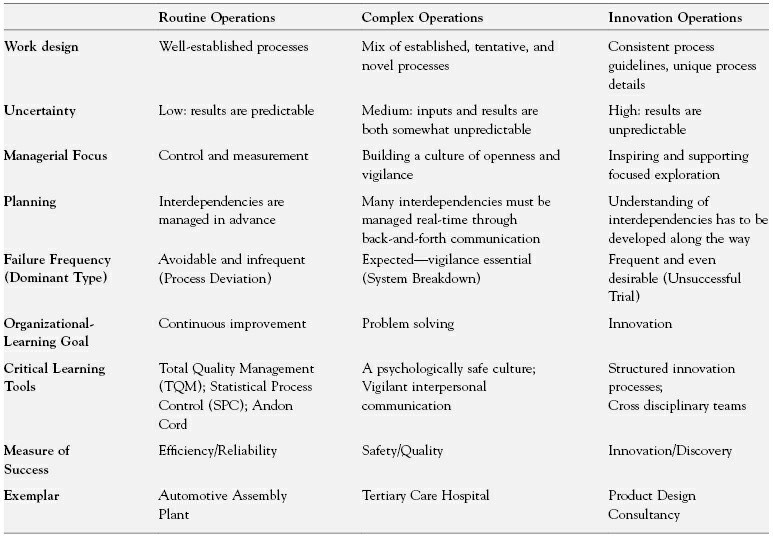 Routine Operations Complex Operations Innovation Operations
Work design Well-established processes Mix of established, tentative, and Consistent process
novel processes guidelines, unique process
details
Uncertainty Low: results are predictable Medium: inputs and results are High: results are
both somewhat unpredictable unpredictable
Managerial Focus Control and measurement Building a culture of openness and Inspiring and supporting
vigilance focused exploration
Planning Interdependencies are Many interdependencies must be Understanding of
managed in advance managed real-time through interdependencies has to be
back-and-forth communication developed along the way
Failure Frequency Avoidable and infrequent Expected—vigilance essential Frequent and even
(Dominant Type) (Process Deviation) (System Breakdown) desirable (Unsuccessful
Trial)
Organizational- Continuous improvement Problem solving Innovation
Learning Goal
Critical Learning Total Quality Management A psychologically safe culture; Structured innovation
Tools (TQM); Statistical Process Vigilant interpersonal processes;
Control (SPC); Andon communication Cross disciplinary teams
Cord
Measure of Efficiency/Reliability Safety/Quality Innovation/Discovery
Success
Exemplar Automotive Assembly Tertiary Care Hospital Product Design
Plant Consultancy